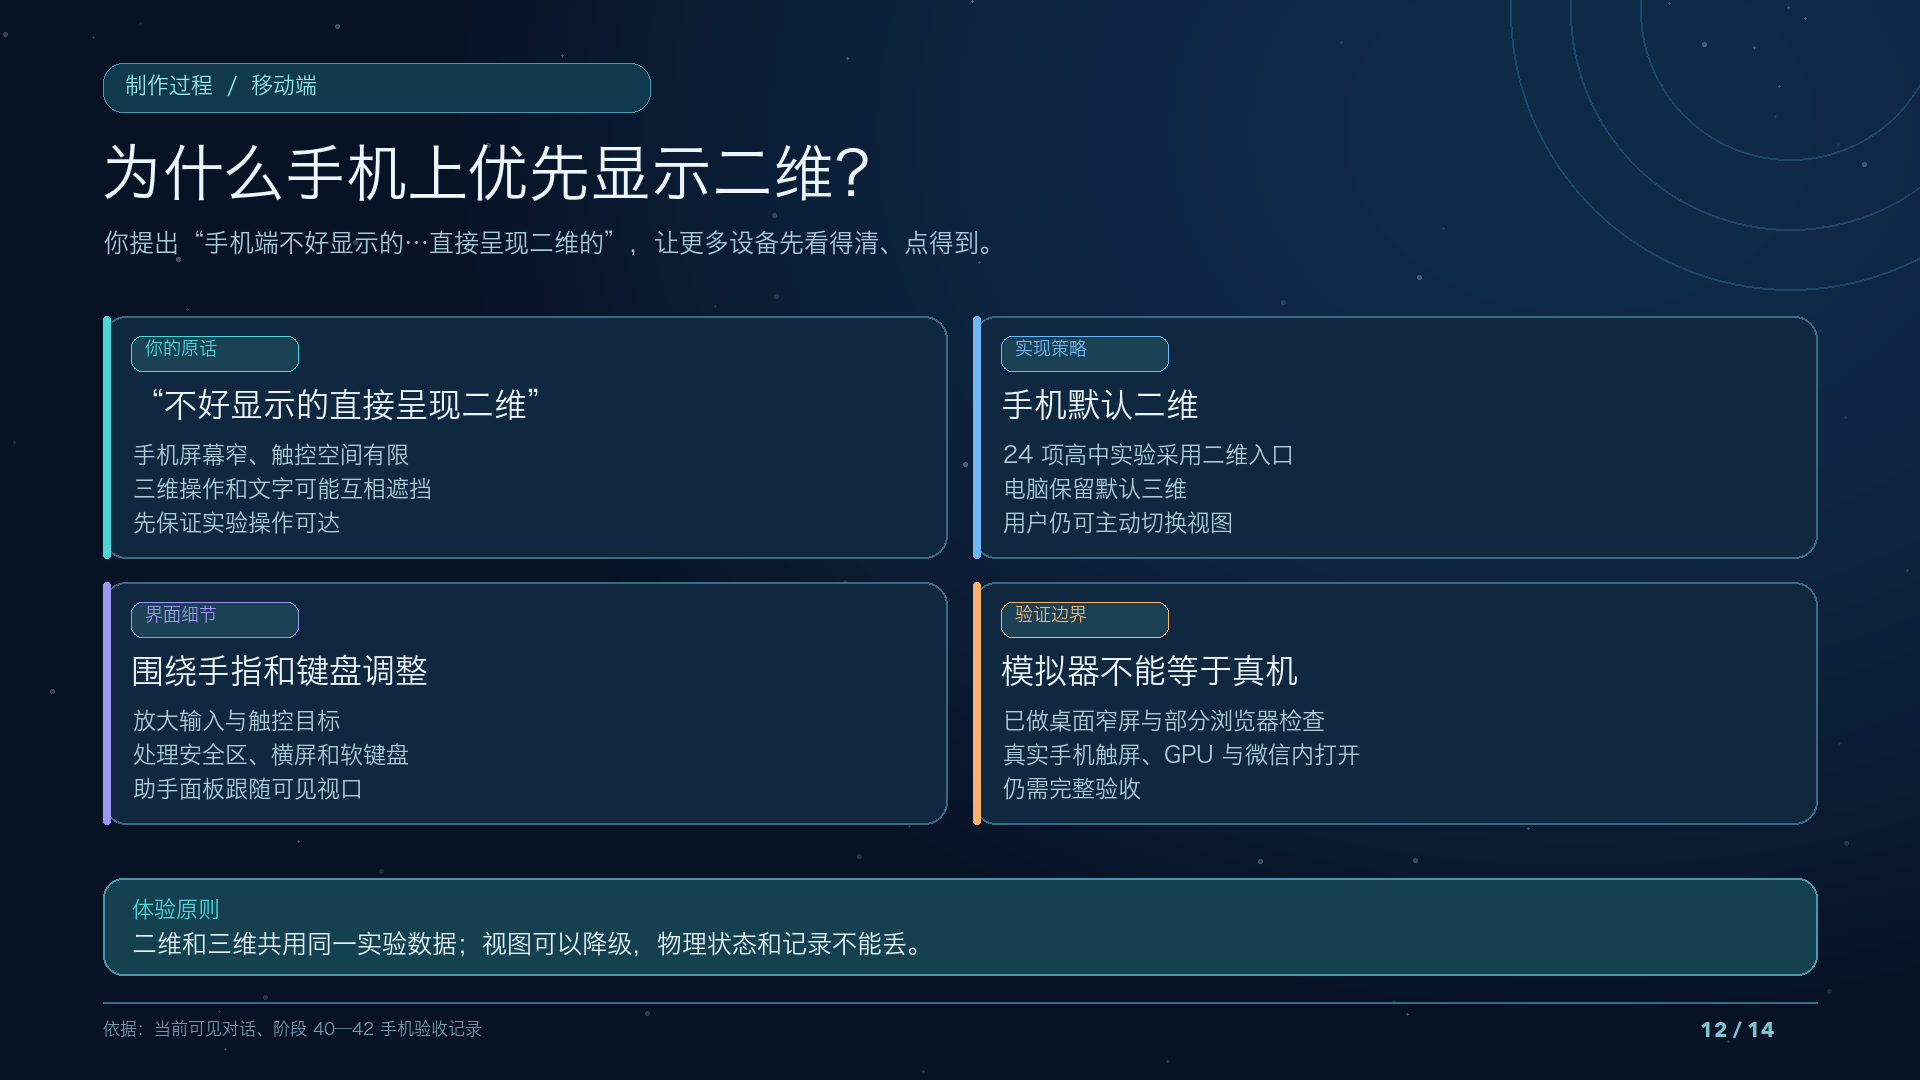 制作过程 / 移动端
为什么手机上优先显示二维？
你提出“手机端不好显示的…直接呈现二维的”，让更多设备先看得清、点得到。
你的原话
“不好显示的直接呈现二维”
手机屏幕窄、触控空间有限
三维操作和文字可能互相遮挡
先保证实验操作可达
实现策略
手机默认二维
24 项高中实验采用二维入口
电脑保留默认三维
用户仍可主动切换视图
界面细节
围绕手指和键盘调整
放大输入与触控目标
处理安全区、横屏和软键盘
助手面板跟随可见视口
验证边界
模拟器不能等于真机
已做桌面窄屏与部分浏览器检查
真实手机触屏、GPU 与微信内打开
仍需完整验收
体验原则
二维和三维共用同一实验数据；视图可以降级，物理状态和记录不能丢。
依据：当前可见对话、阶段 40—42 手机验收记录
12 / 14